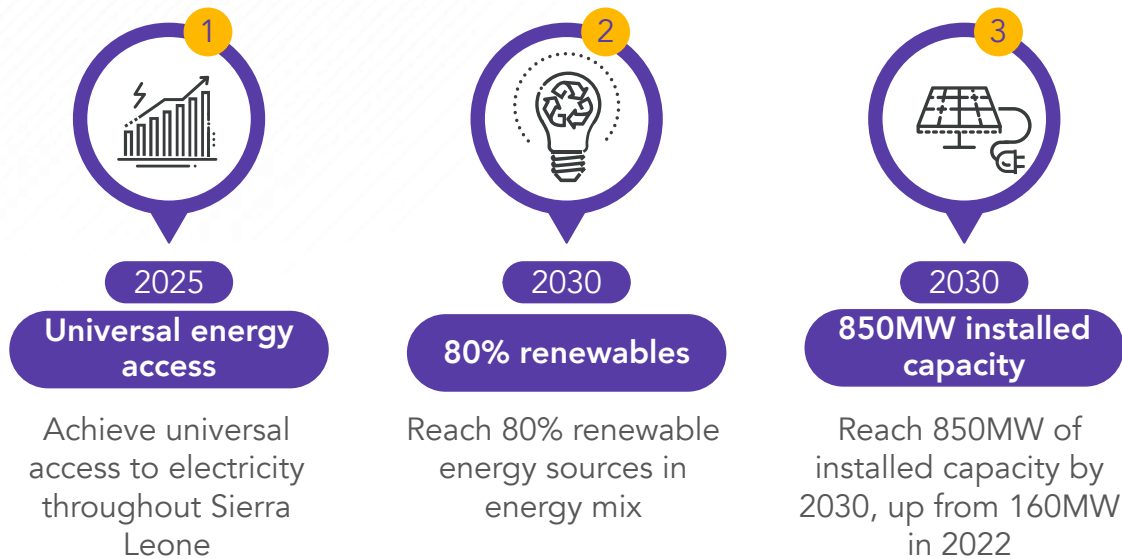 1
2025
Universal energy
access
Achieve universal
access to electricity
throughout Sierra
Leone
2
2030
80% renewables
Reach 80% renewable
energy sources in
energy mix
3
2030
850MW installed
capacity
Reach 850MW of
installed capacity by
2030, up from 160MW
in 2022